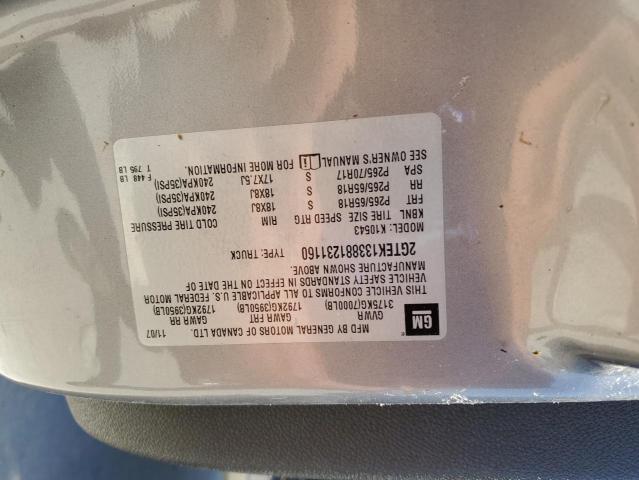 GM
MFD BY GENERAL MOTORS OF CANADA LTD. 11/07
GVWR GAWR FRT GAWR RR
3175KG(7000LB) 1792KG(3950LB) 1792KG(3950LB)
THIS VEHICLE CONFORMS TO ALL APPLICABLE U.S. FEDERAL MOTOR
VEHICLE SAFETY STANDARDS IN EFFECT ON THE DATE OF
MANUFACTURE SHOWN ABOVE.
2GTEK133881231160 TYPE: TRUCK
MODEL: K10543
KBNL TIRE SIZE SPEED RTG RIM COLD TIRE PRESSURE
FRT P265/65R18 S 18X8J 240KPA(35PSI)
RR P265/65R18 S 18X8J 240KPA(35PSI)
SPA P265/70R17 S 17X7.5J 240KPA(35PSI)
SEE OWNER'S MANUAL FOR MORE INFORMATION.
F 448 LB
T 795 LB